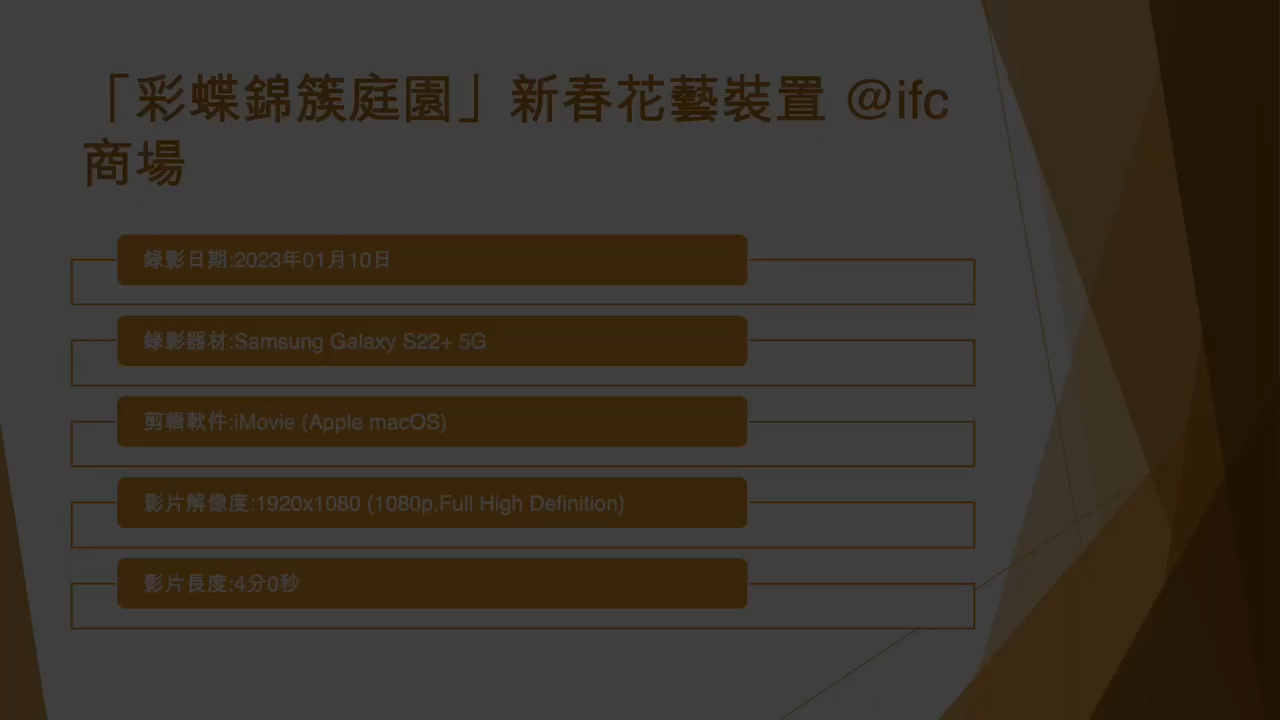 「彩蝶錦簇庭園」新春花藝裝置 @ifc
商場
錄影日期:2023年01月10日
錄影器材:Samsung Galaxy S22+ 5G
剪輯軟件:iMovie (Apple macOS)
影片解像度:1920x1080 (1080p,Full High Definition)
影片長度:4分0秒